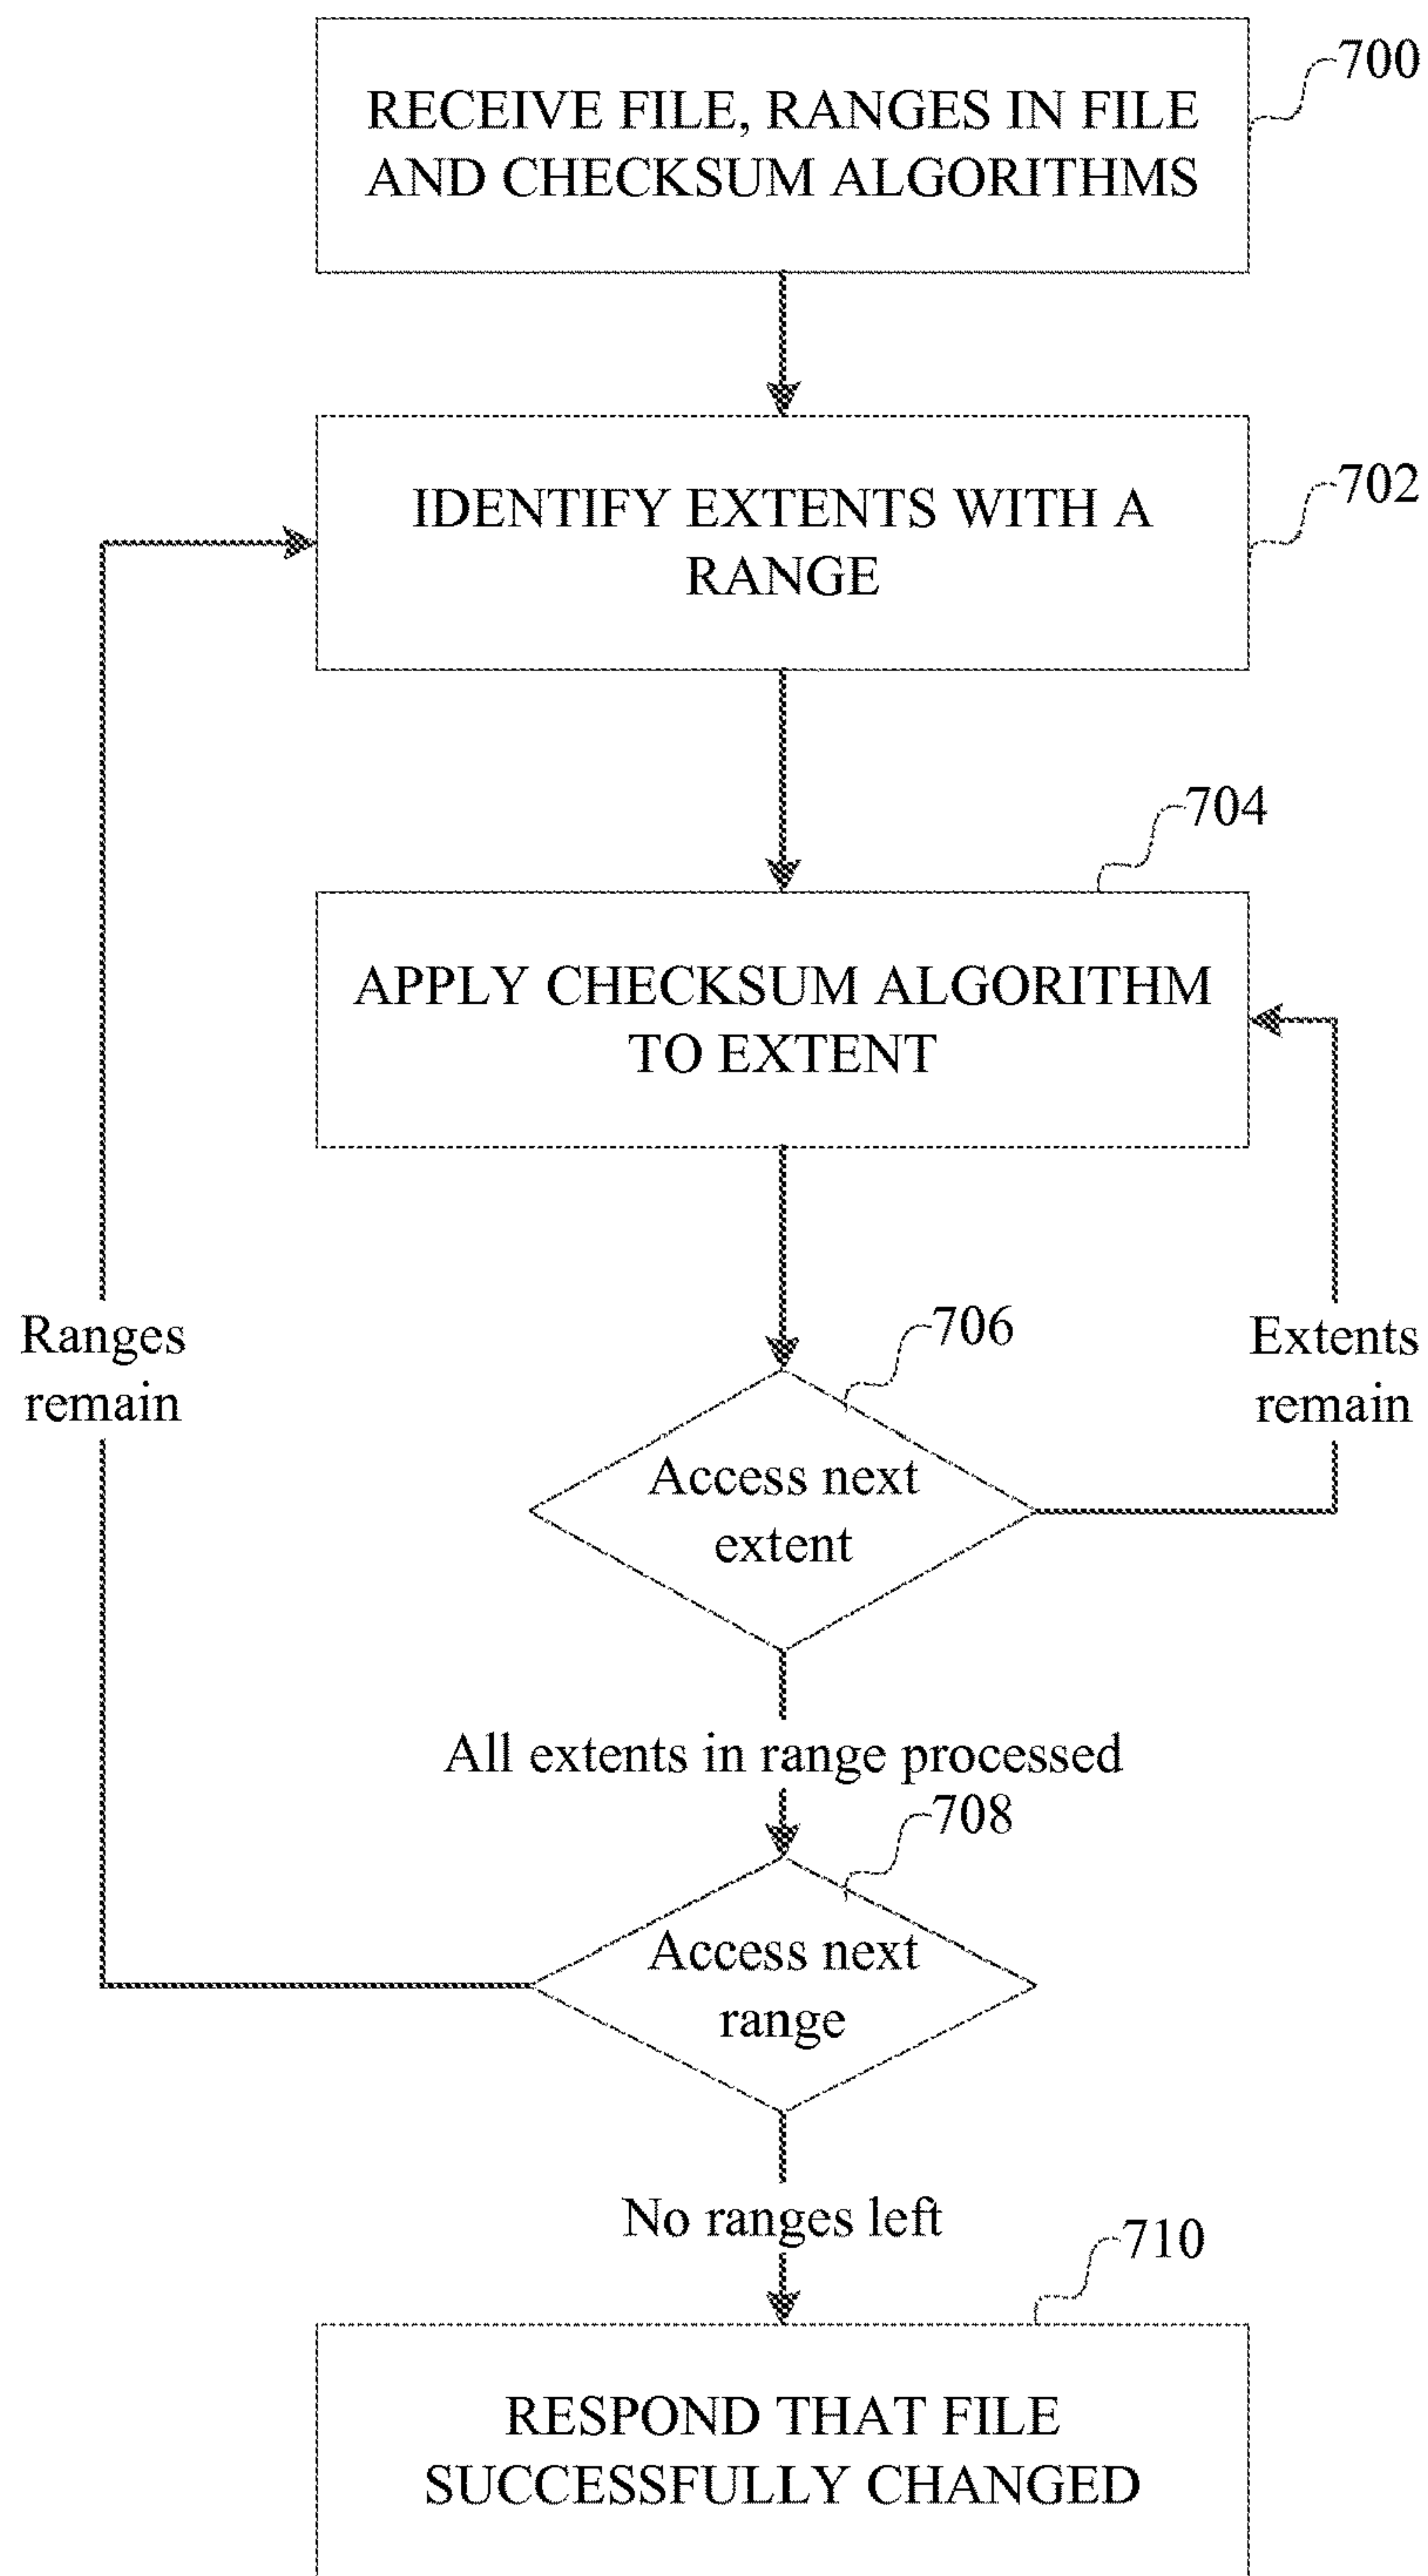 RECEIVE FILE, RANGES IN FILE
AND CHECKSUM ALGORITHMS
700
IDENTIFY EXTENTS WITH A
RANGE
702
704
APPLY CHECKSUM ALGORITHM
TO EXTENT
Ranges
remain
706
Extents
remain
Access next
extent
All extents in range processed
708
Access next
range
No ranges left
710
RESPOND THAT FILE
SUCCESSFULLY CHANGED